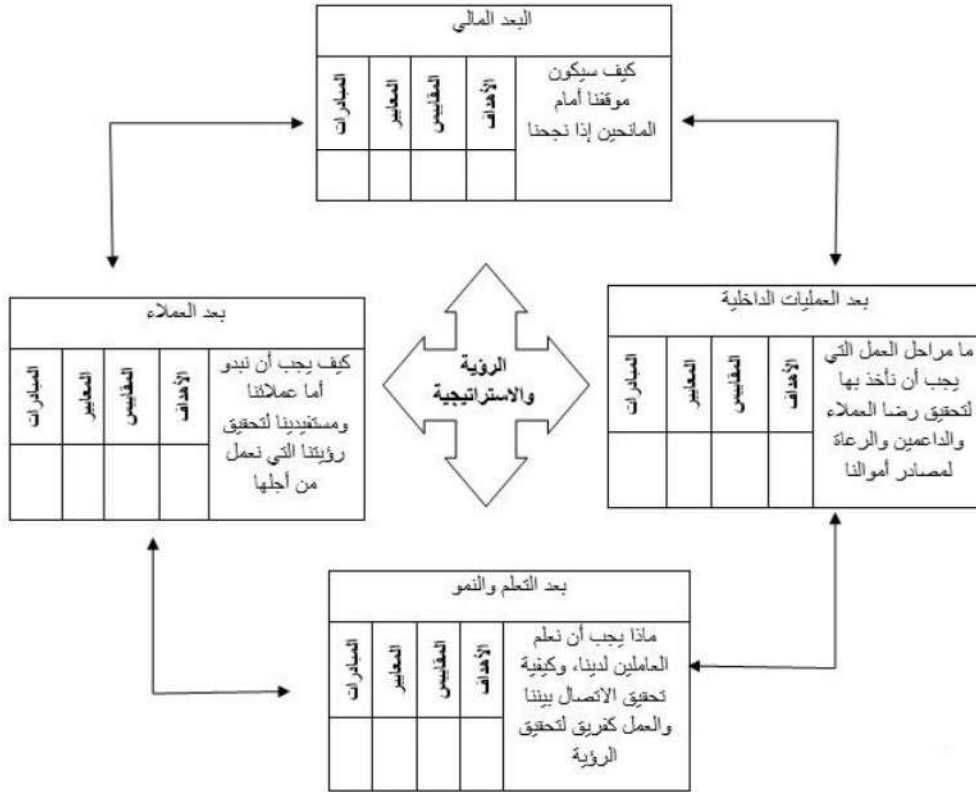 البعد المالي
كيف سيكون
موقفنا أمام
المانحين إذا نجحنا
الأهداف
المقاييس
المعايير
المبادرات
بعد العمليات الداخلية
ما مراحل العمل التي
يجب أن نأخذ بها
لتحقيق رضا العملاء
والداعمين والرعاة
لمصادر أموالنا
الأهداف
المقاييس
المعايير
المبادرات
الرؤية
والاستراتيجية
بعد العملاء
كيف يجب أن نبدو
أما عملائنا
ومستفيدينا لتحقيق
رؤيتنا التي نعمل
من أجلها
الأهداف
المقاييس
المعايير
المبادرات
بعد التعلم والنمو
ماذا يجب أن نعلم
العاملين لدينا، وكيفية
تحقيق الاتصال بيننا
والعمل كفريق لتحقيق
الرؤية
الأهداف
المقاييس
المعايير
المبادرات